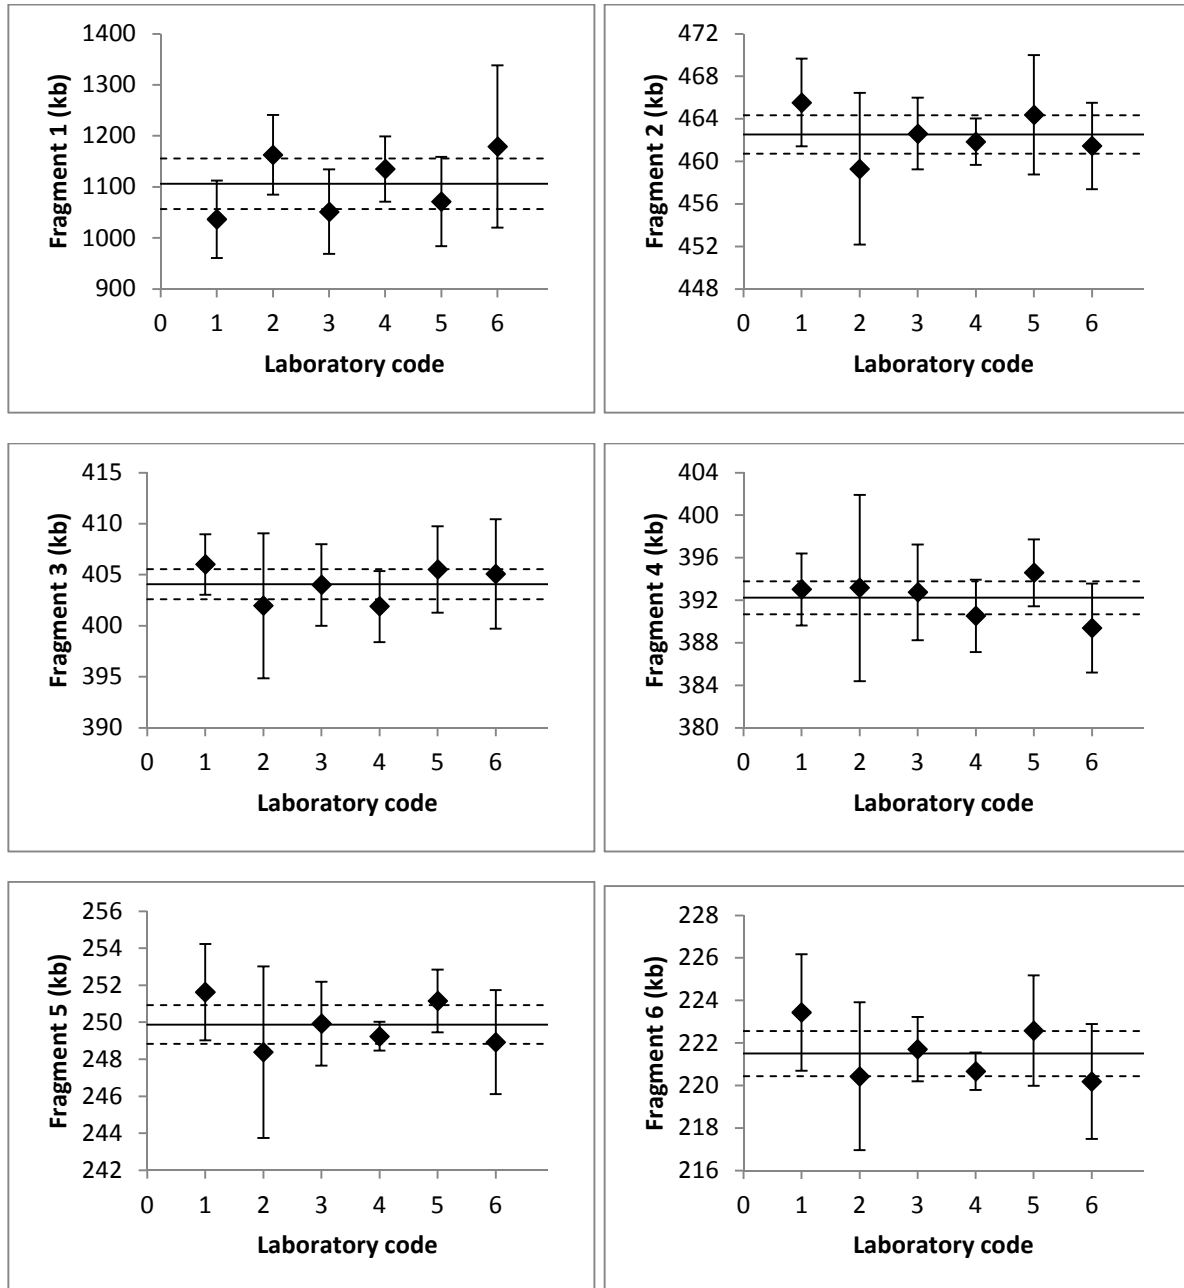 Fragment 1 (kb)
1400
1300
1200
1100
1000
900
0 1 2 3 4 5 6
Laboratory code
Fragment 2 (kb)
472
468
464
460
456
452
448
0 1 2 3 4 5 6
Laboratory code
Fragment 3 (kb)
415
410
405
400
395
390
0 1 2 3 4 5 6
Laboratory code
Fragment 4 (kb)
404
400
396
392
388
384
380
0 1 2 3 4 5 6
Laboratory code
Fragment 5 (kb)
256
254
252
250
248
246
244
242
0 1 2 3 4 5 6
Laboratory code
Fragment 6 (kb)
228
226
224
222
220
218
216
0 1 2 3 4 5 6
Laboratory code